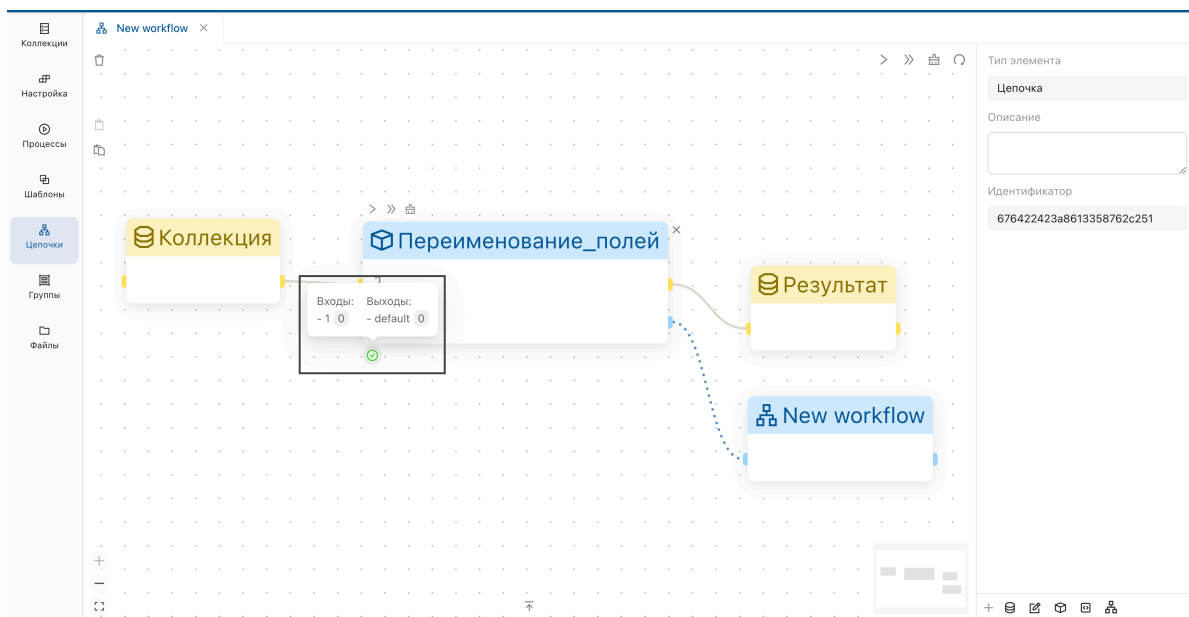 New workflow
Коллекции
Настройка
Процессы
Шаблоны
Цепочки
Группы
Файлы
Коллекция
Переименование_полей
1
Входы: Выходы:
- 1 0 - default 0
Результат
New workflow
Тип элемента
Цепочка
Описание
Идентификатор
676422423a8613358762c251